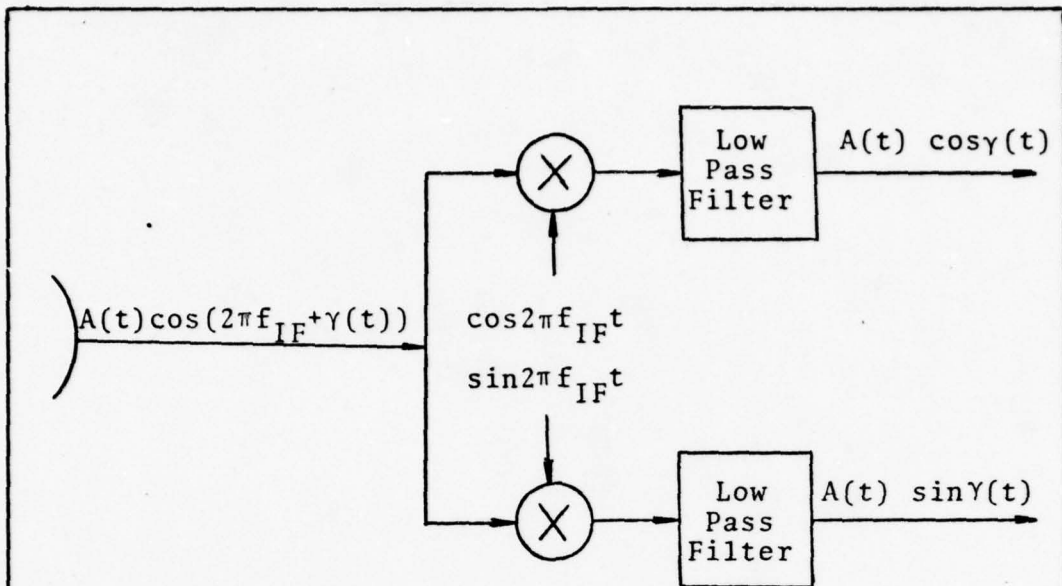 Low
Pass
Filter
A(t) cosγ(t)
A(t)cos(2πf_IF+γ(t))
cos2πf_IFt
sin2πf_IFt
Low
Pass
Filter
A(t) sinγ(t)